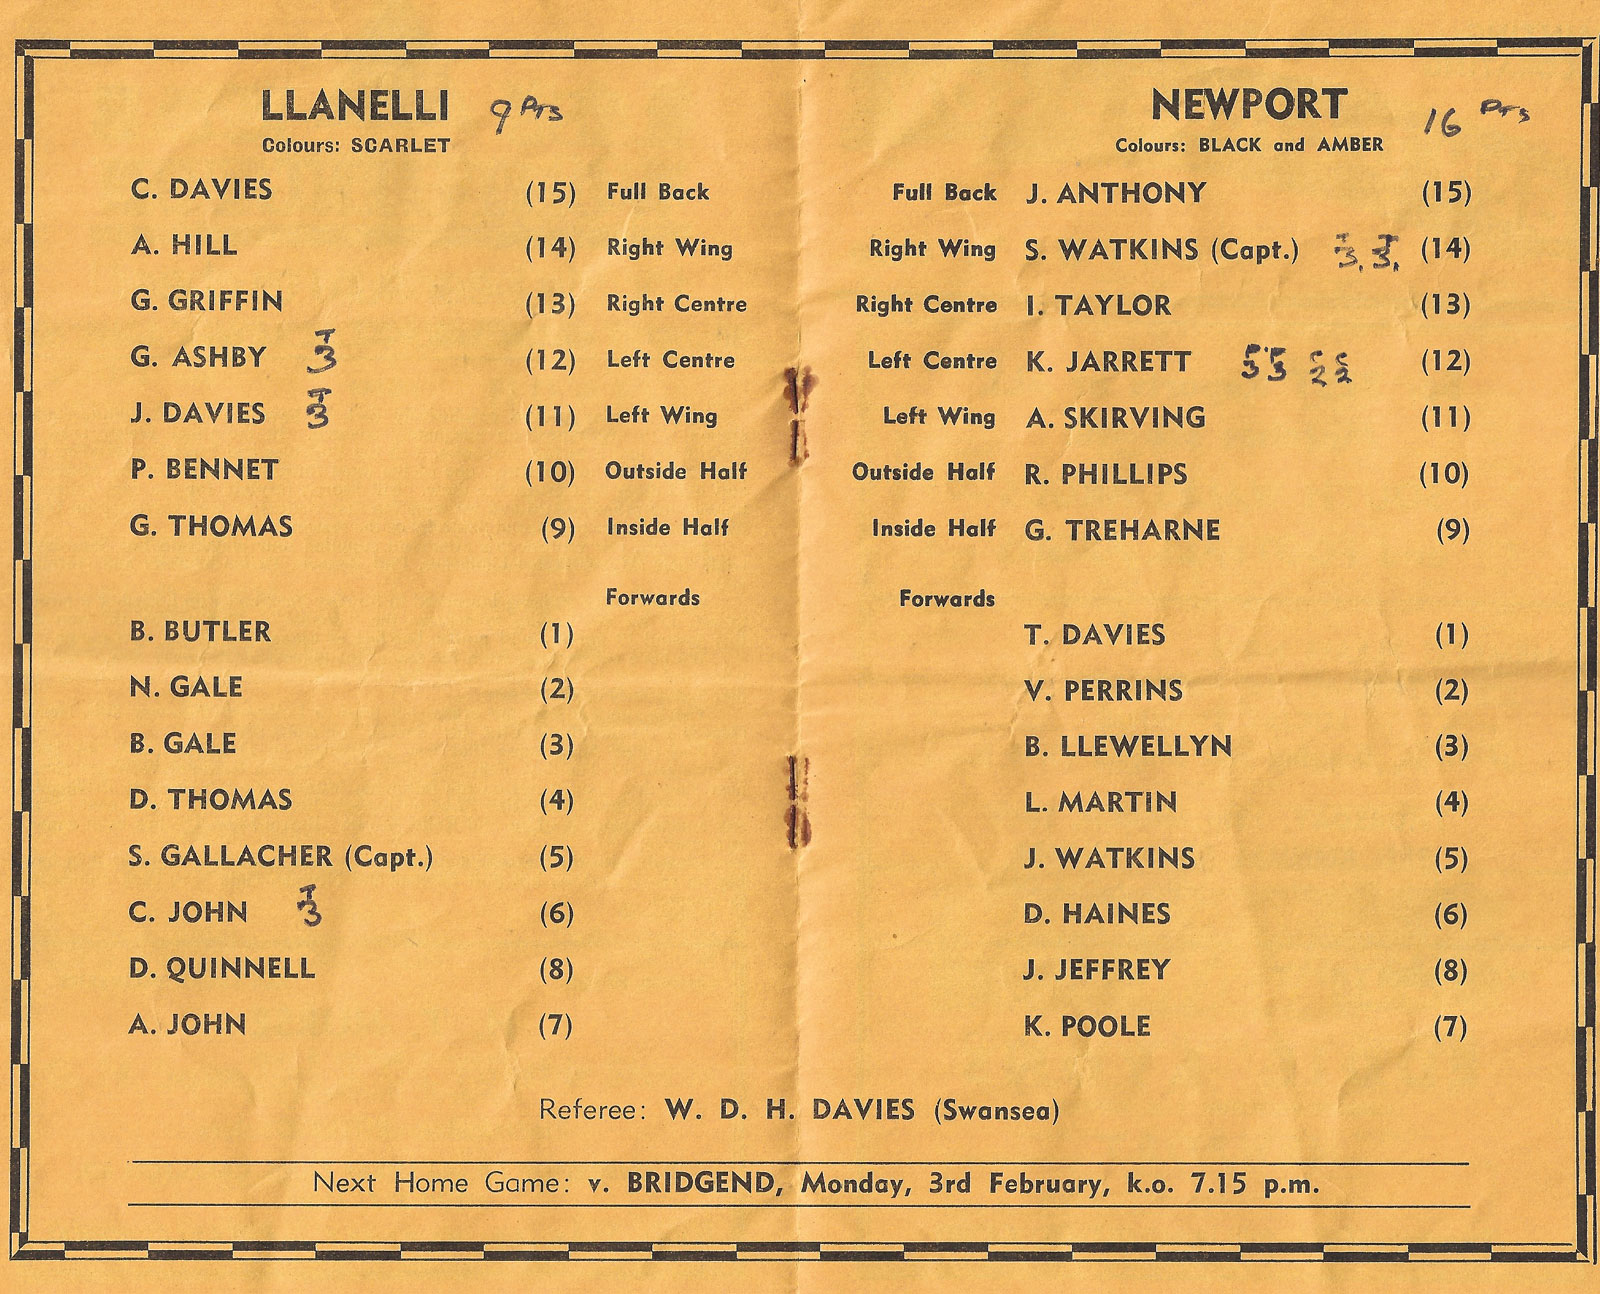 LLANELLI 9 Pts
Colours: SCARLET
C. DAVIES (15) Full Back
A. HILL (14) Right Wing
G. GRIFFIN (13) Right Centre
G. ASHBY T 3 (12) Left Centre
J. DAVIES T 3 (11) Left Wing
P. BENNET (10) Outside Half
G. THOMAS (9) Inside Half
Forwards
B. BUTLER (1)
N. GALE (2)
B. GALE (3)
D. THOMAS (4)
S. GALLACHER (Capt.) (5)
C. JOHN T 3 (6)
D. QUINNELL (8)
A. JOHN (7)
NEWPORT 16 Pts
Colours: BLACK and AMBER
Full Back J. ANTHONY (15)
Right Wing S. WATKINS (Capt.) T 3, T 3, (14)
Right Centre I. TAYLOR (13)
Left Centre K. JARRETT (12)
Left Wing A. SKIRVING (11)
Outside Half R. PHILLIPS (10)
Inside Half G. TREHARNE (9)
Forwards
T. DAVIES (1)
V. PERRINS (2)
B. LLEWELLYN (3)
L. MARTIN (4)
J. WATKINS (5)
D. HAINES (6)
J. JEFFREY (8)
K. POOLE (7)
Referee: W. D. H. DAVIES (Swansea)
Next Home Game: v. BRIDGEND, Monday, 3rd February, k.o. 7.15 p.m.